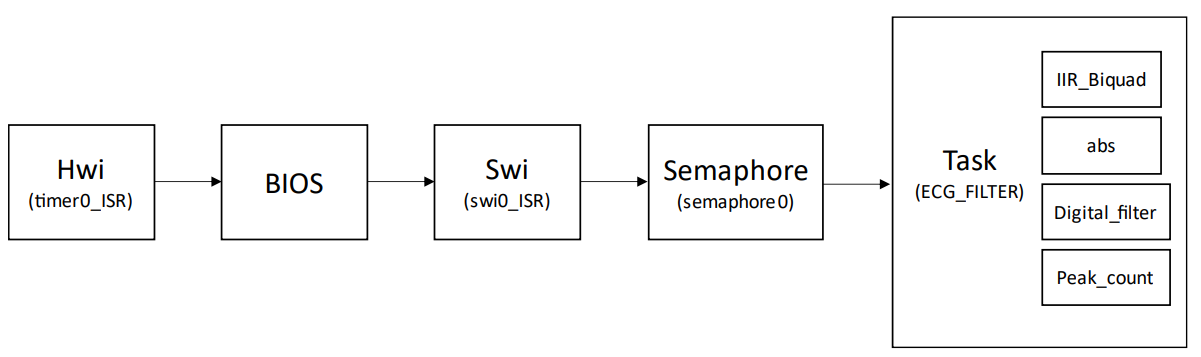 Hwi
(timer0_ISR)
BIOS
Swi
(swi0_ISR)
Semaphore
(semaphore0)
Task
(ECG_FILTER)
IIR_Biquad
abs
Digital_filter
Peak_count